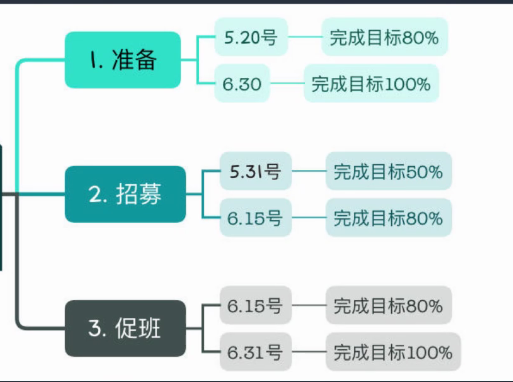 1. 准备
5.20号 完成目标80%
6.30 完成目标100%
2. 招募
5.31号 完成目标50%
6.15号 完成目标80%
3. 促班
6.15号 完成目标80%
6.31号 完成目标100%